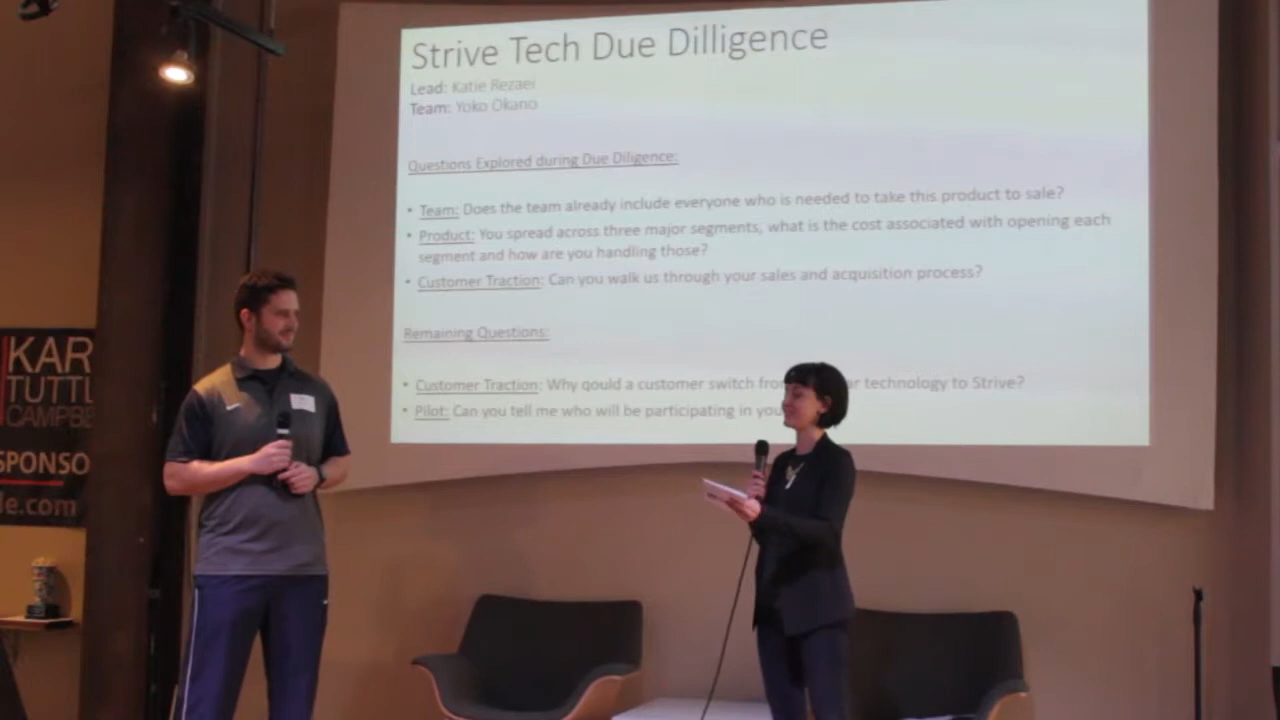 Strive Tech Due Dilligence
Lead: Katie Rezaei
Team: Yoko Okano
Questions Explored during Due Diligence:
• Team: Does the team already include everyone who is needed to take this product to sale?
• Product: You spread across three major segments, what is the cost associated with opening each
segment and how are you handling those?
• Customer Traction: Can you walk us through your sales and acquisition process?
Remaining Questions:
• Customer Traction: Why qould a customer switch from technology to Strive?
• Pilot: Can you tell me who will be participating in
KAR
TUTTL
CAMPBE
SPONSO
le.com